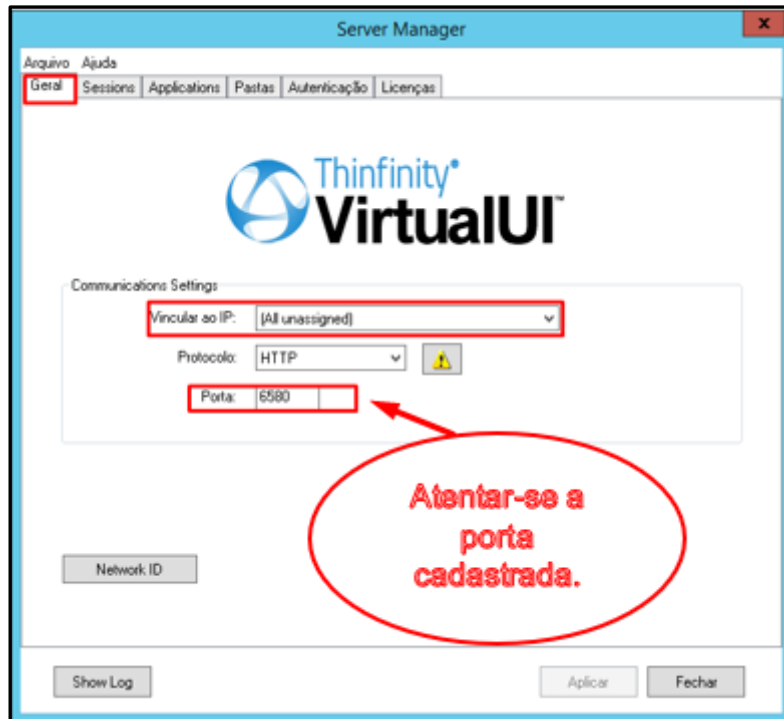 Server Manager
x
Arquivo Ajuda
Geral Sessions Applications Pastas Autenticação Licenças
Thinfinity®
VirtualUI™
Communications Settings
Vincular ao IP: (All unassigned)
Protocolo: HTTP
Porta: 6580
Atentar-se a
porta
cadastrada.
Network ID
Show Log Aplicar Fechar